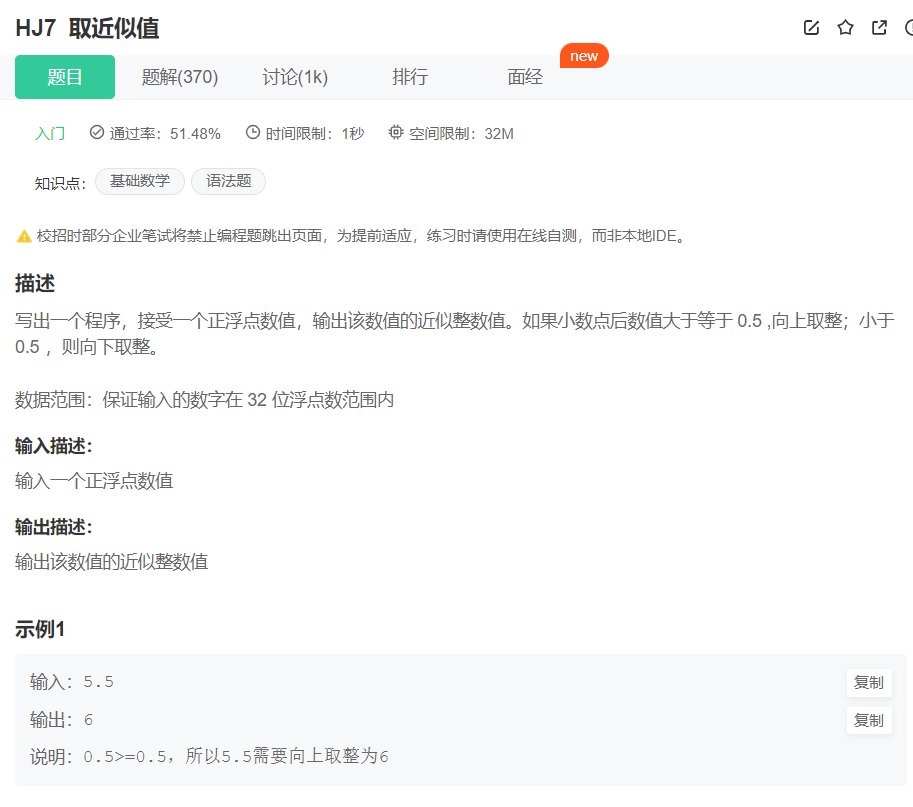 HJ7 取近似值
new
题目 题解(370) 讨论(1k) 排行 面经
入门 通过率：51.48% 时间限制：1秒 空间限制：32M
知识点： 基础数学 语法题
校招时部分企业笔试将禁止编程题跳出页面，为提前适应，练习时请使用在线自测，而非本地IDE。
描述
写出一个程序，接受一个正浮点数值，输出该数值的近似整数值。如果小数点后数值大于等于 0.5 ,向上取整；小于
0.5 ，则向下取整。
数据范围：保证输入的数字在 32 位浮点数范围内
输入描述：
输入一个正浮点数值
输出描述：
输出该数值的近似整数值
示例1
输入：5.5 复制
输出：6 复制
说明：0.5>=0.5，所以5.5需要向上取整为6